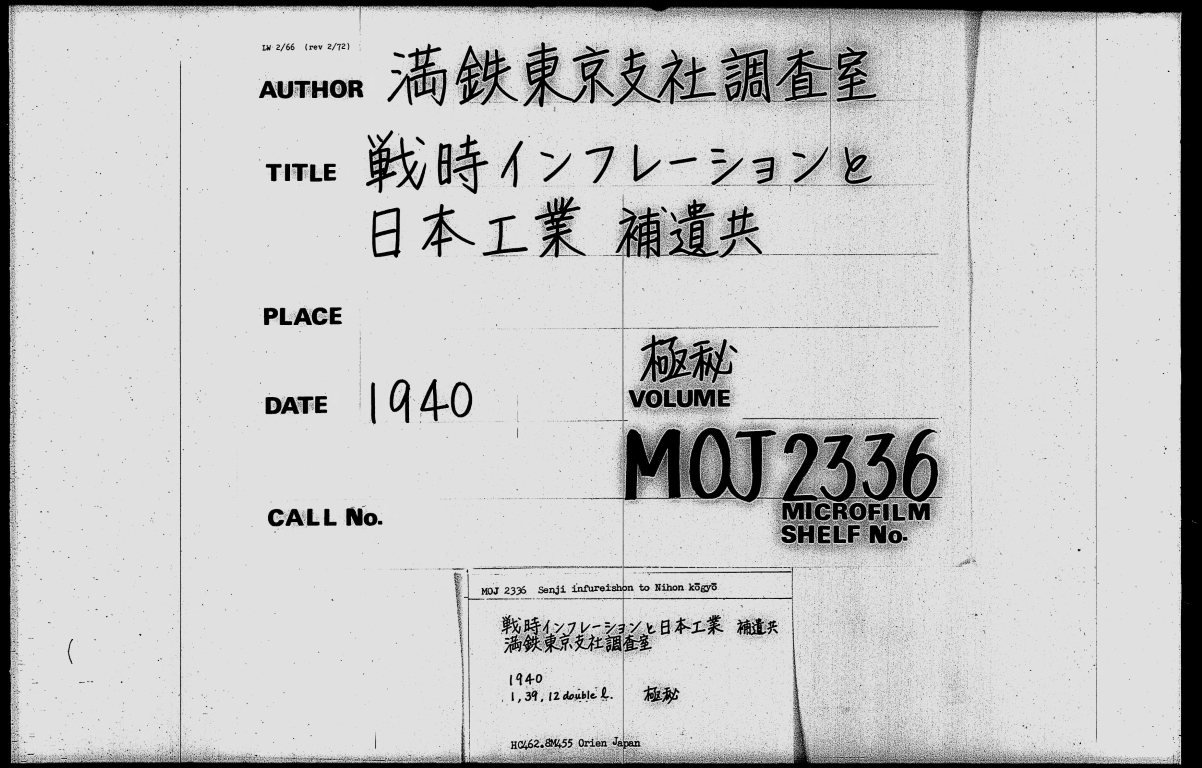 LW 2/66 (rev 2/72)
AUTHOR 満鉄東京支社調査室
TITLE 戦時インフレーションと
日本工業 補遺共
PLACE
極秘
DATE 1940 VOLUME
MOJ 2336
CALL No. MICROFILM
SHELF No.
MOJ 2336 Senji infureishon to Nihon kōgyō
戦時インフレーションと日本工業 補遺共
満鉄東京支社調査室
1940
1, 39, 12 double l. 極秘
HC462.8M455 Orien Japan